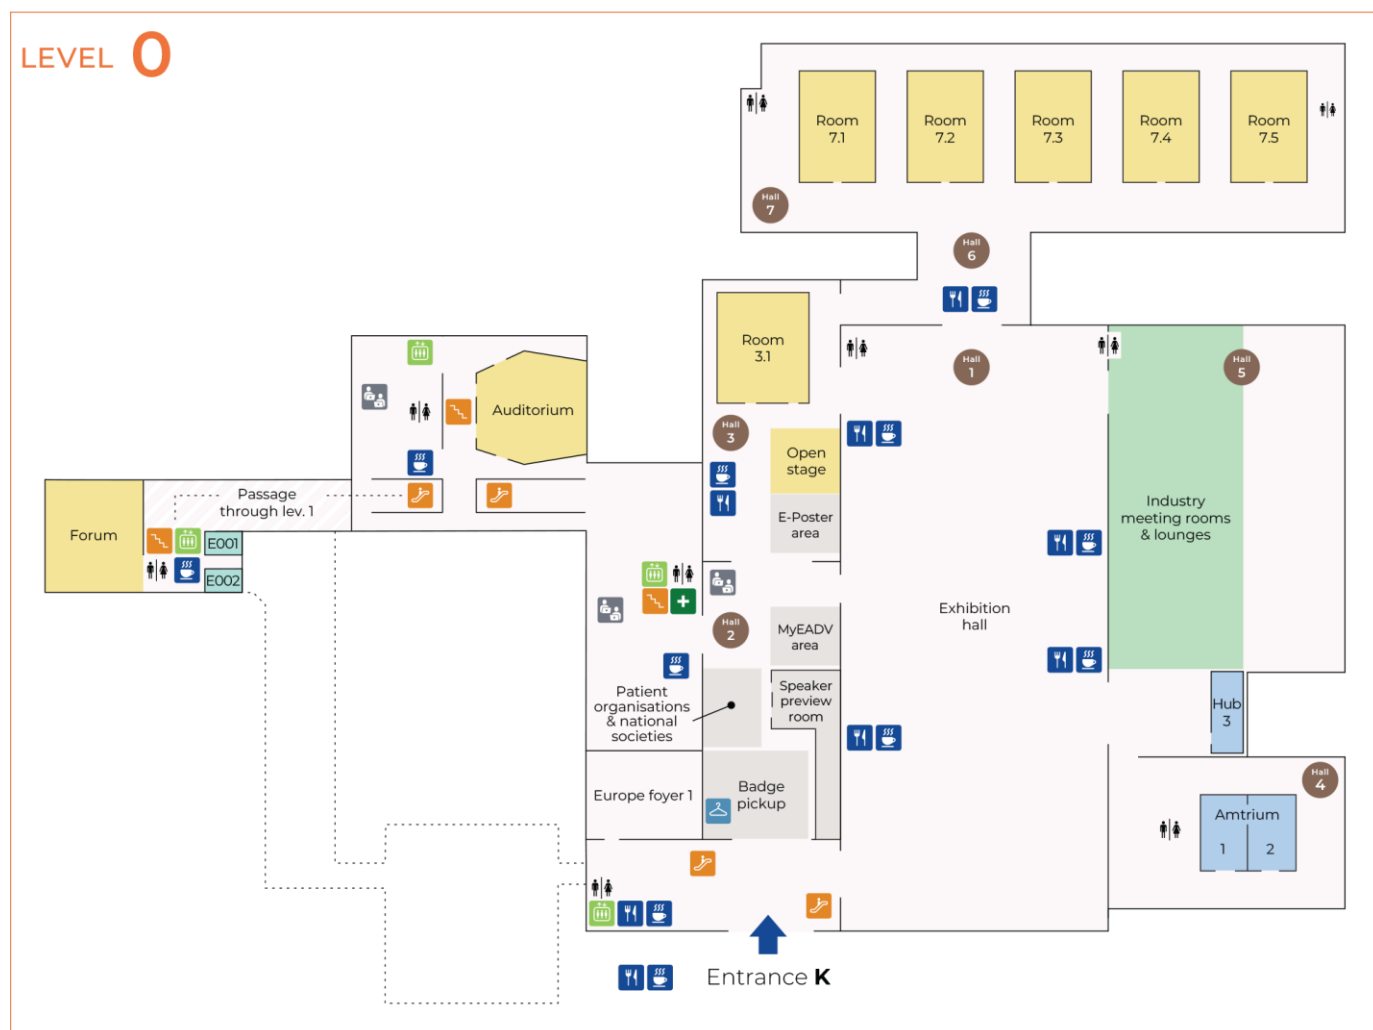 LEVEL 0
Room
7.1
Room
7.2
Room
7.3
Room
7.4
Room
7.5
Hall
7
Hall
6
Room
3.1
Hall
1
Hall
5
Auditorium
Hall
3
Open
stage
Passage
through lev. 1
Industry
meeting rooms
& lounges
E-Poster
area
Forum
E001
E002
Exhibition
hall
Hall
2
MyEADV
area
Patient
organisations
& national
societies
Speaker
preview
room
Hub
3
Hall
4
Europe foyer 1
Badge
pickup
Amtrium
1
2
Entrance K